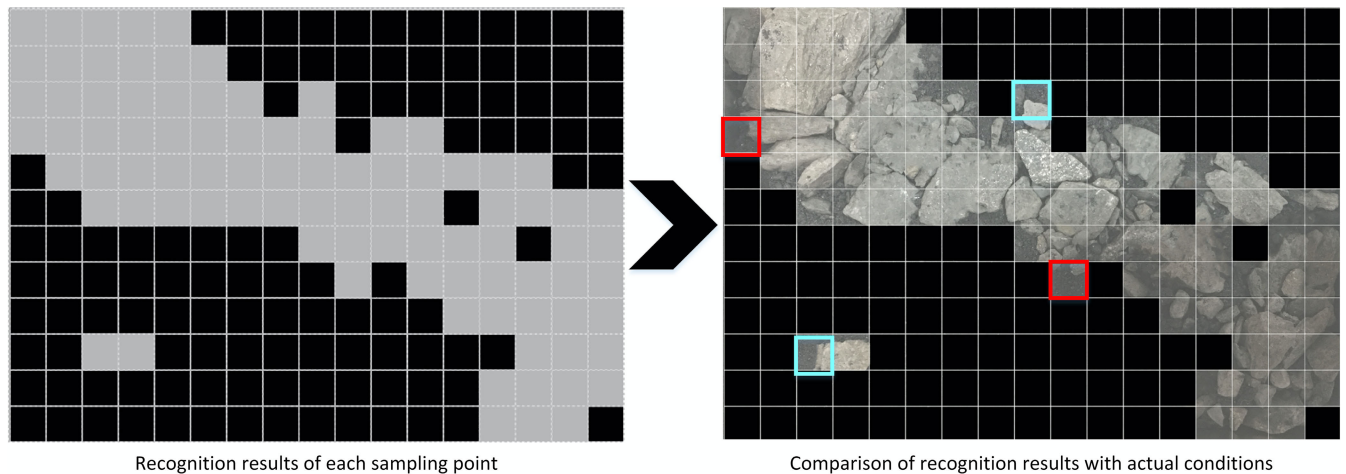 Recognition results of each sampling point
Comparison of recognition results with actual conditions